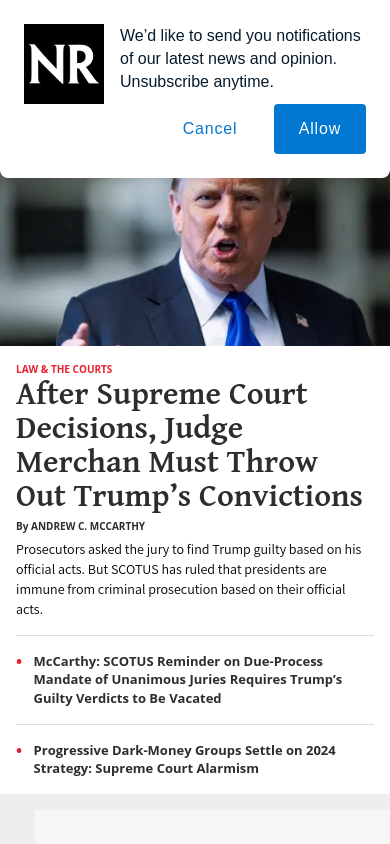 NR
We’d like to send you notifications
of our latest news and opinion.
Unsubscribe anytime.
Cancel
Allow
LAW & THE COURTS
After Supreme Court
Decisions, Judge
Merchan Must Throw
Out Trump’s Convictions
By ANDREW C. MCCARTHY
Prosecutors asked the jury to find Trump guilty based on his
official acts. But SCOTUS has ruled that presidents are
immune from criminal prosecution based on their official
acts.
• McCarthy: SCOTUS Reminder on Due-Process
Mandate of Unanimous Juries Requires Trump’s
Guilty Verdicts to Be Vacated
• Progressive Dark-Money Groups Settle on 2024
Strategy: Supreme Court Alarmism